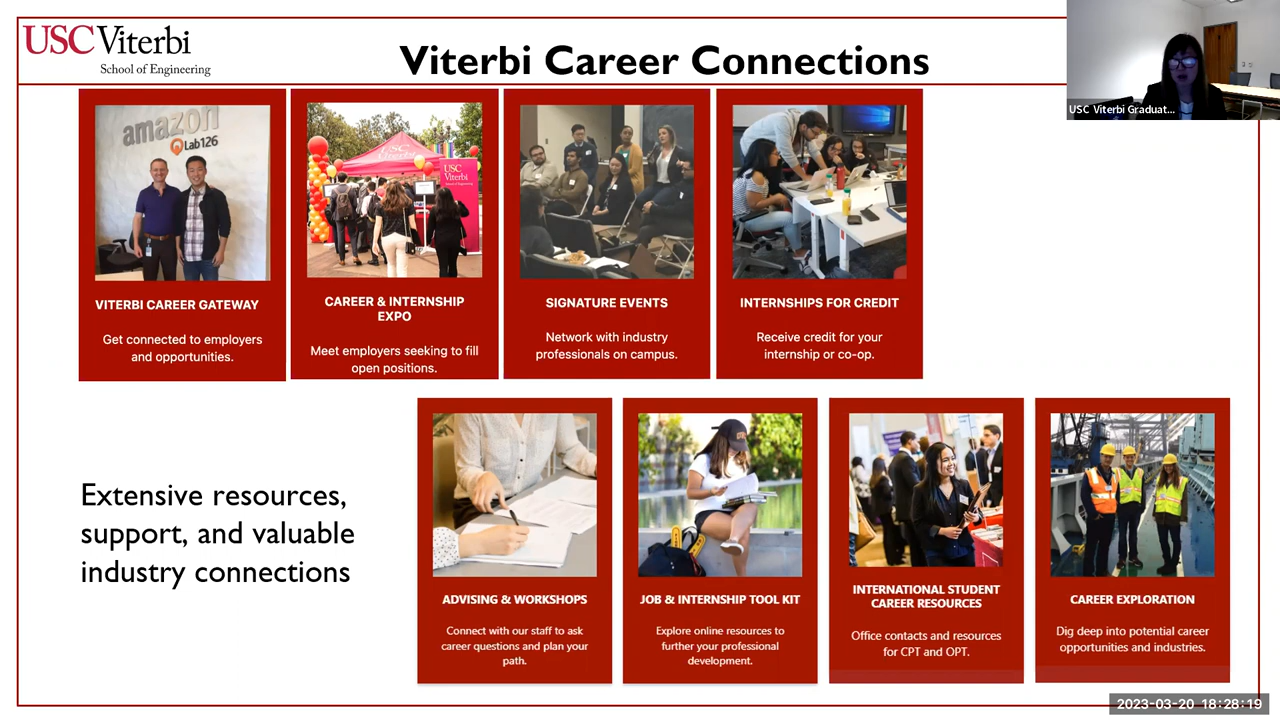 USC Viterbi
School of Engineering
Viterbi Career Connections
USC Viterbi Graduat...
amazon
Lab126
USC
Viterbi
School of Engineering
VITERBI CAREER GATEWAY
Get connected to employers
and opportunities.
CAREER & INTERNSHIP
EXPO
Meet employers seeking to fill
open positions.
SIGNATURE EVENTS
Network with industry
professionals on campus.
INTERNSHIPS FOR CREDIT
Receive credit for your
internship or co-op.
Extensive resources,
support, and valuable
industry connections
ADVISING & WORKSHOPS
Connect with our staff to ask
career questions and plan your
path.
JOB & INTERNSHIP TOOL KIT
Explore online resources to
further your professional
development.
INTERNATIONAL STUDENT
CAREER RESOURCES
Office contacts and resources
for CPT and OPT.
CAREER EXPLORATION
Dig deep into potential career
opportunities and industries.
2023-03-20 18:28:19